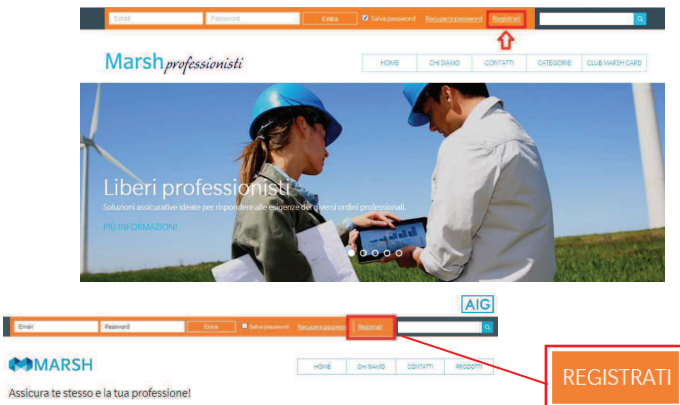 Email Password Entra Salva password Recupera password Registrati
Marsh professionisti
HOME CHI SIAMO CONTATTI CATEGORIE CLUB MARSH CARD
Liberi professionisti
Soluzioni assicurative ideate per rispondere alle esigenze dei diversi ordini professionali.
PIÙ INFORMAZIONI
AIG
Email Password Entra Salva password Recupera password Registrati
MARSH
HOME CHI SIAMO CONTATTI PRODOTTI
Assicura te stesso e la tua professione!
REGISTRATI